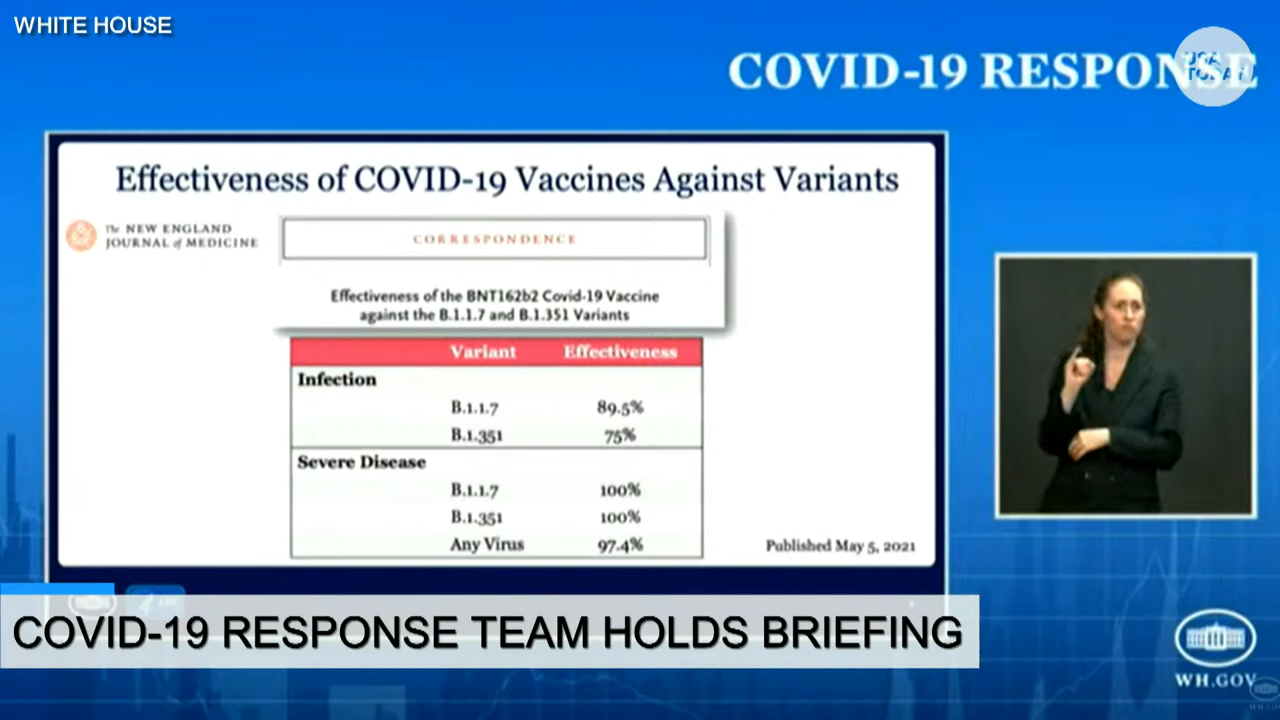 WHITE HOUSE
COVID-19 RESPONSE
USA
TODAY
Effectiveness of COVID-19 Vaccines Against Variants
The NEW ENGLAND
JOURNAL of MEDICINE
CORRESPONDENCE
Effectiveness of the BNT162b2 Covid-19 Vaccine
against the B.1.1.7 and B.1.351 Variants
Variant Effectiveness
Infection
B.1.1.7 89.5%
B.1.351 75%
Severe Disease
B.1.1.7 100%
B.1.351 100%
Any Virus 97.4%
Published May 5, 2021
COVID-19 RESPONSE TEAM HOLDS BRIEFING
WH.GOV